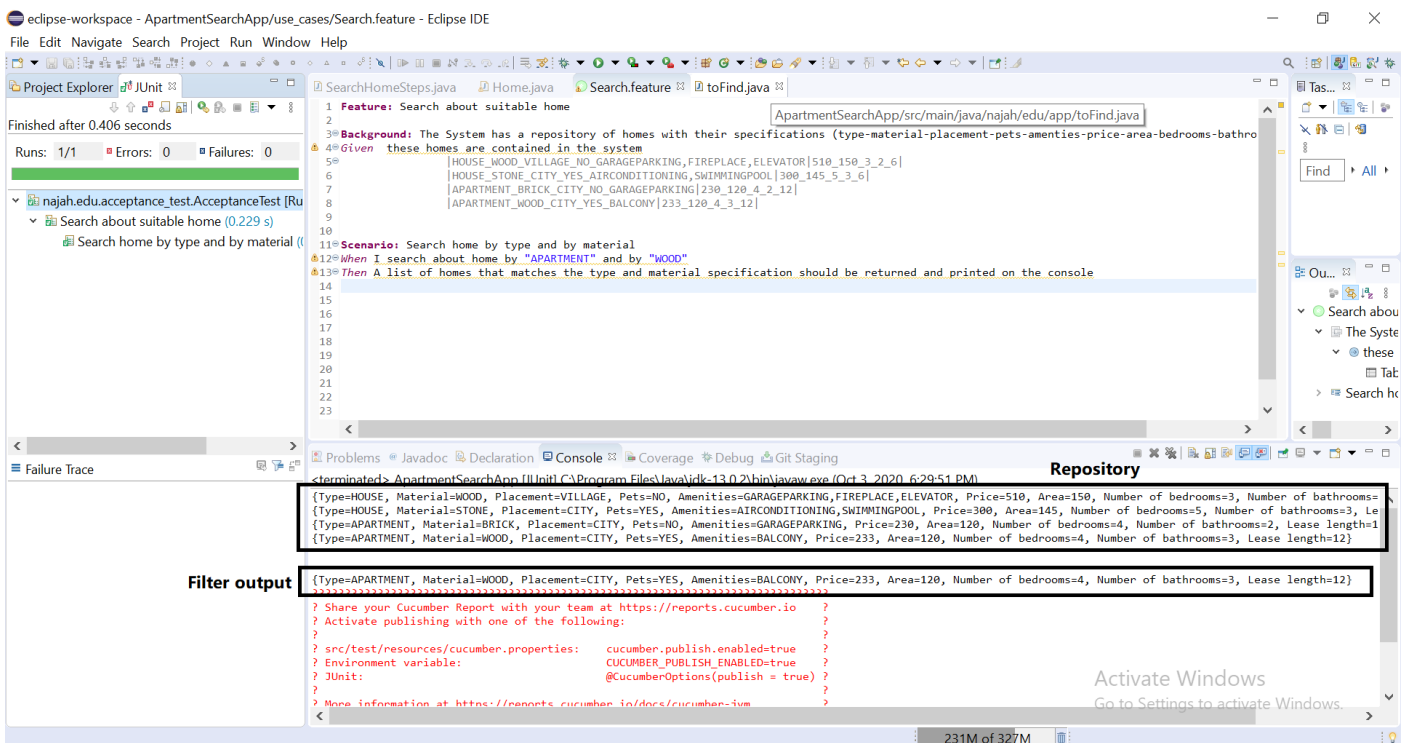 eclipse-workspace - ApartmentSearchApp/use_cases/Search.feature - Eclipse IDE
File Edit Navigate Search Project Run Window Help
Project Explorer JUnit
Finished after 0.406 seconds
Runs: 1/1 Errors: 0 Failures: 0
najah.edu.acceptance_test.AcceptanceTest [Ru
Search about suitable home (0.229 s)
Search home by type and by material (
Failure Trace
SearchHomeSteps.java Home.java Search.feature toFind.java
ApartmentSearchApp/src/main/java/najah/edu/app/toFind.java
1 Feature: Search about suitable home
2
3 Background: The System has a repository of homes with their specifications (type-material-placement-pets-amenties-price-area-bedrooms-bathro
4 Given these homes are contained in the system
5 |HOUSE_WOOD_VILLAGE_NO_GARAGEPARKING,FIREPLACE,ELEVATOR|510_150_3_2_6|
6 |HOUSE_STONE_CITY_YES_AIRCONDITIONING,SWIMMINGPOOL|300_145_5_3_6|
7 |APARTMENT_BRICK_CITY_NO_GARAGEPARKING|230_120_4_2_12|
8 |APARTMENT_WOOD_CITY_YES_BALCONY|233_120_4_3_12|
9
10
11 Scenario: Search home by type and by material
12 When I search about home by "APARTMENT" and by "WOOD"
13 Then A list of homes that matches the type and material specification should be returned and printed on the console
14
15
16
17
18
19
20
21
22
23
Tas...
Find All
Ou...
Search abou
The Syste
these
Tab
Search ho
Problems Javadoc Declaration Console Coverage Debug Git Staging
Repository
<terminated> ApartmentSearchApp [JUnit] C:\Program Files\Java\jdk-13.0.2\bin\javaw.exe (Oct 3, 2020, 6:29:51 PM)
{Type=HOUSE, Material=WOOD, Placement=VILLAGE, Pets=NO, Amenities=GARAGEPARKING,FIREPLACE,ELEVATOR, Price=510, Area=150, Number of bedrooms=3, Number of bathrooms=
{Type=HOUSE, Material=STONE, Placement=CITY, Pets=YES, Amenities=AIRCONDITIONING,SWIMMINGPOOL, Price=300, Area=145, Number of bedrooms=5, Number of bathrooms=3, Le
{Type=APARTMENT, Material=BRICK, Placement=CITY, Pets=NO, Amenities=GARAGEPARKING, Price=230, Area=120, Number of bedrooms=4, Number of bathrooms=2, Lease length=1
{Type=APARTMENT, Material=WOOD, Placement=CITY, Pets=YES, Amenities=BALCONY, Price=233, Area=120, Number of bedrooms=4, Number of bathrooms=3, Lease length=12}
Filter output
{Type=APARTMENT, Material=WOOD, Placement=CITY, Pets=YES, Amenities=BALCONY, Price=233, Area=120, Number of bedrooms=4, Number of bathrooms=3, Lease length=12}
? Share your Cucumber Report with your team at https://reports.cucumber.io ?
? Activate publishing with one of the following: ?
? ?
? src/test/resources/cucumber.properties: cucumber.publish.enabled=true ?
? Environment variable: CUCUMBER_PUBLISH_ENABLED=true ?
? JUnit: @CucumberOptions(publish = true) ?
? ?
? More information at https://reports.cucumber.io/docs/cucumber-jvm ?
Activate Windows
Go to Settings to activate Windows.
231M of 327M